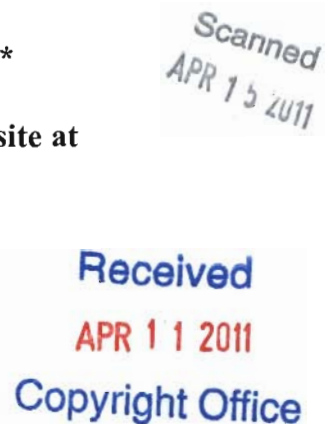 Scanned
APR 15 2011
*
site at
Received
APR 11 2011
Copyright Office